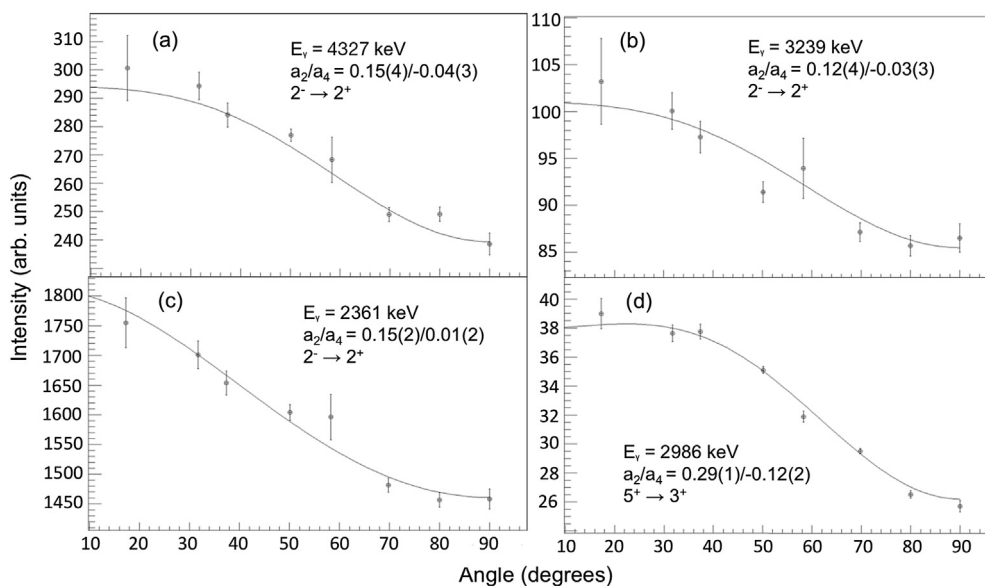 (a)
E_γ = 4327 keV
a₂/a₄ = 0.15(4)/-0.04(3)
2⁻ → 2⁺
310
300
290
280
270
260
250
240
(b)
E_γ = 3239 keV
a₂/a₄ = 0.12(4)/-0.03(3)
2⁻ → 2⁺
110
105
100
95
90
85
Intensity (arb. units)
(c)
E_γ = 2361 keV
a₂/a₄ = 0.15(2)/0.01(2)
2⁻ → 2⁺
1800
1750
1700
1650
1600
1550
1500
1450
10 20 30 40 50 60 70 80 90
(d)
E_γ = 2986 keV
a₂/a₄ = 0.29(1)/-0.12(2)
5⁺ → 3⁺
40
38
36
34
32
30
28
26
10 20 30 40 50 60 70 80 90
Angle (degrees)